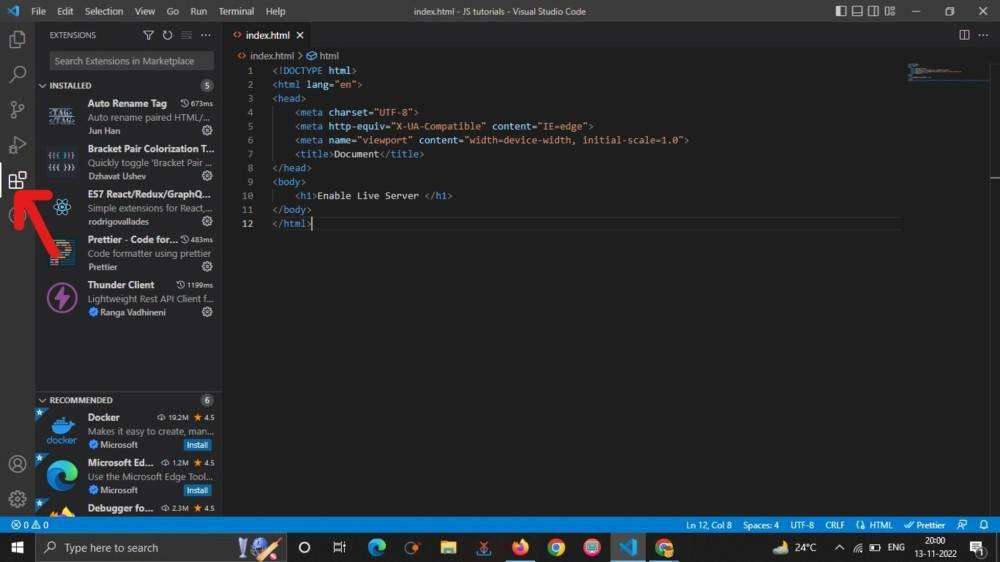 File Edit Selection View Go Run Terminal Help
index.html - JS tutorials - Visual Studio Code
EXTENSIONS
Search Extensions in Marketplace
INSTALLED 5
Auto Rename Tag 673ms
Auto rename paired HTML/...
Jun Han
Bracket Pair Colorization T...
Quickly toggle 'Bracket Pair ...
Dzhavat Ushev
ES7 React/Redux/GraphQ...
Simple extensions for React,...
rodrigovallades
Prettier - Code for... 483ms
Code formatter using prettier
Prettier
Thunder Client 1199ms
Lightweight Rest API Client f...
Ranga Vadhineni
RECOMMENDED 6
Docker 19.2M 4.5
Makes it easy to create, man...
Microsoft Install
docker
Microsoft Ed... 1.2M 4.5
Use the Microsoft Edge Tool...
Microsoft Install
Debugger fo... 2.3M 4.5
index.html
index.html > html
1 <!DOCTYPE html>
2 <html lang="en">
3 <head>
4 <meta charset="UTF-8">
5 <meta http-equiv="X-UA-Compatible" content="IE=edge">
6 <meta name="viewport" content="width=device-width, initial-scale=1.0">
7 <title>Document</title>
8 </head>
9 <body>
10 <h1>Enable Live Server </h1>
11 </body>
12 </html>
0 0
Ln 12, Col 8 Spaces: 4 UTF-8 CRLF HTML Prettier
Type here to search
24°C
ENG
20:00
13-11-2022
1